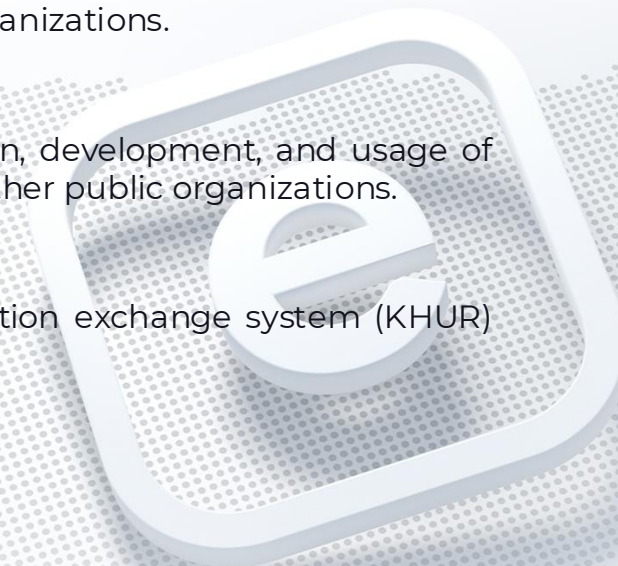 anizations.
n, development, and usage of
her public organizations.
tion exchange system (KHUR)
e